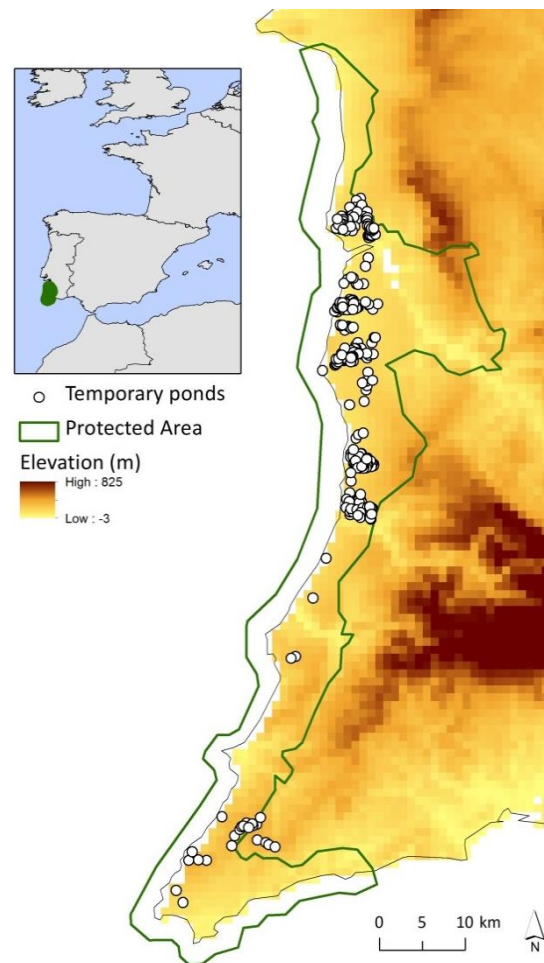 Temporary ponds
Protected Area
Elevation (m)
High : 825
Low : -3
0 5 10 km
N